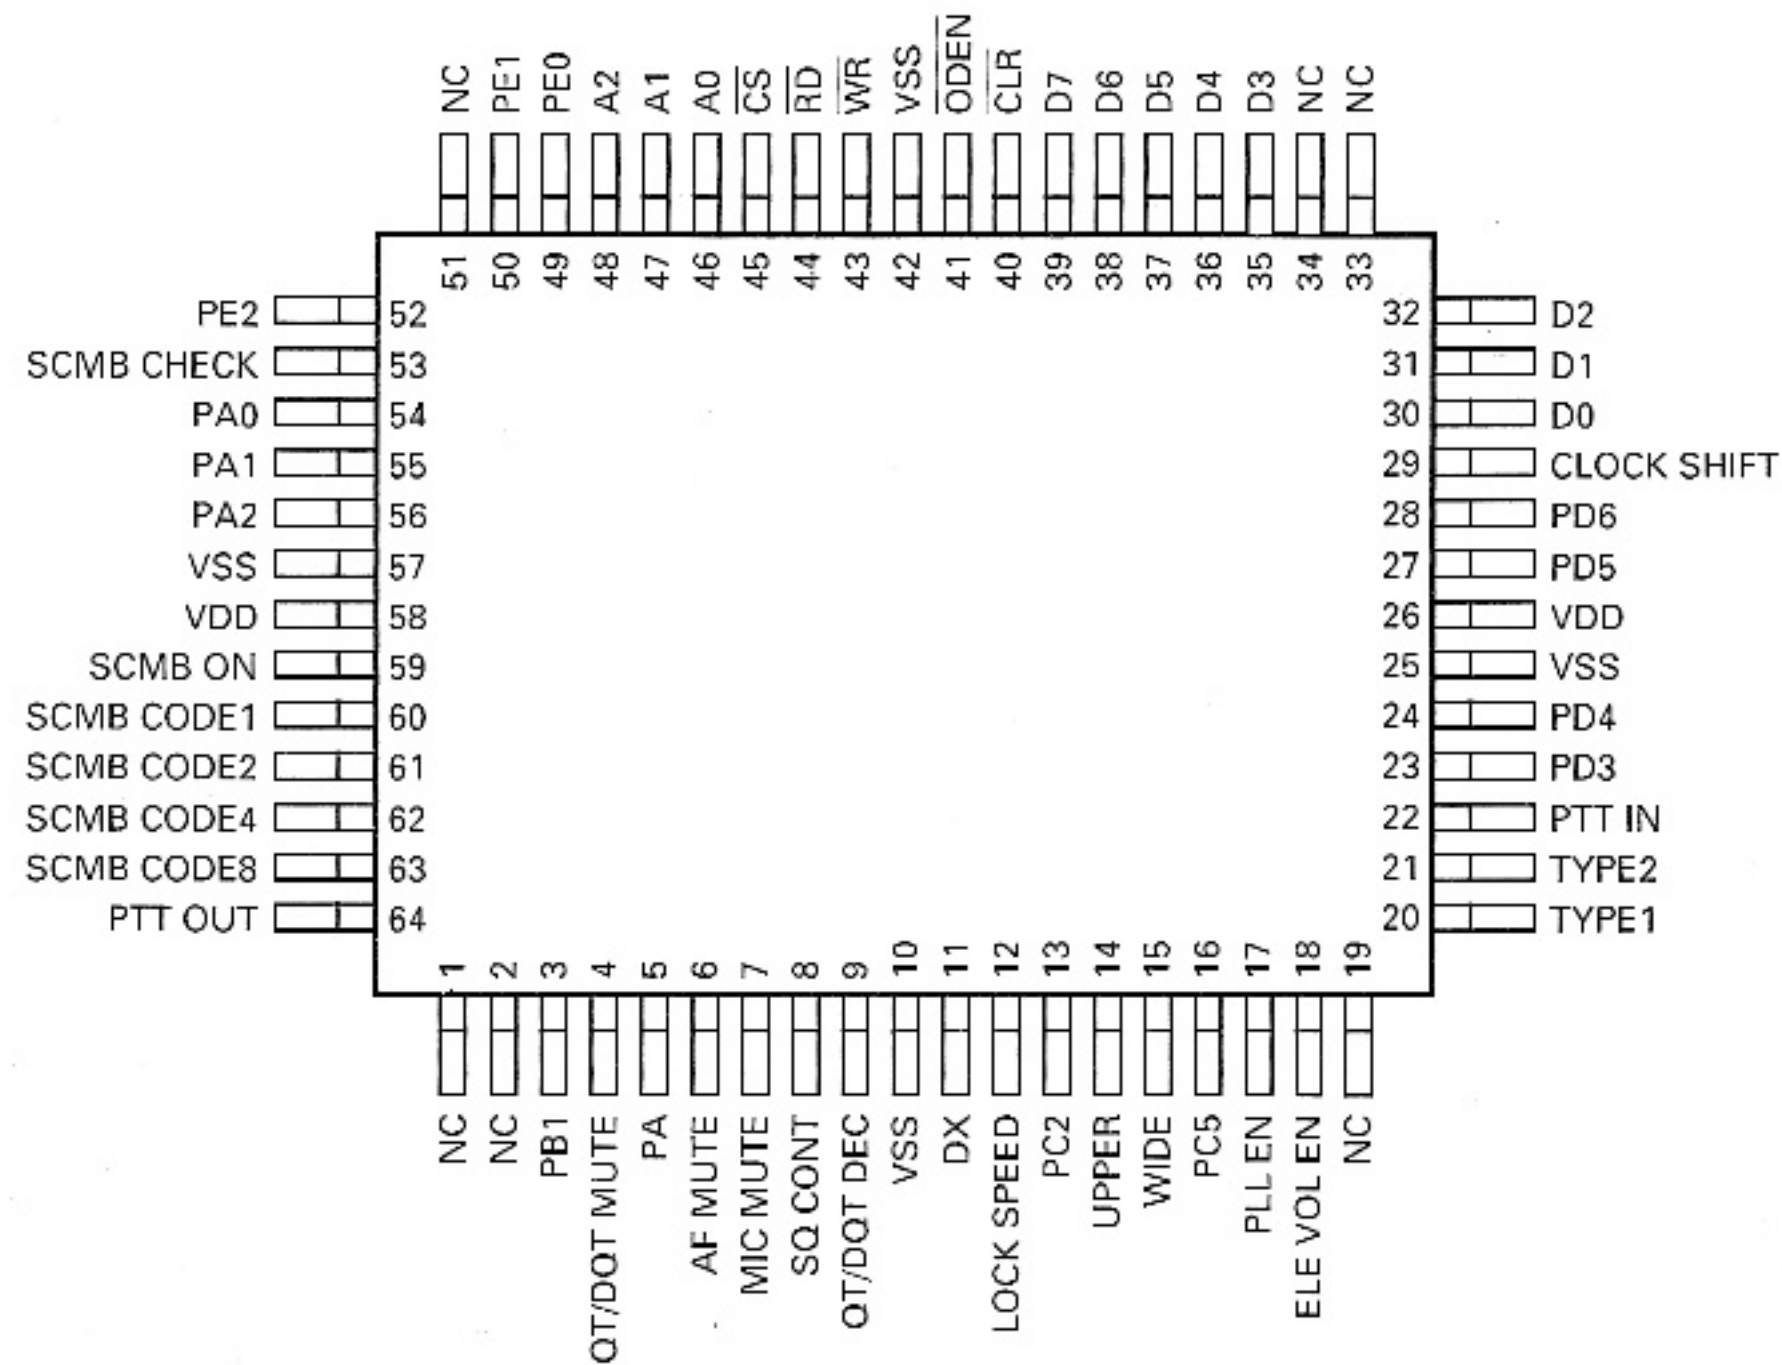 NC
PE1
PE0
A2
A1
A0
CS
RD
WR
VSS
ODEN
CLR
D7
D6
D5
D4
D3
NC
NC
51
50
49
48
47
46
45
44
43
42
41
40
39
38
37
36
35
34
33
PE2 52
SCMB CHECK 53
PA0 54
PA1 55
PA2 56
VSS 57
VDD 58
SCMB ON 59
SCMB CODE1 60
SCMB CODE2 61
SCMB CODE4 62
SCMB CODE8 63
PTT OUT 64
32 D2
31 D1
30 D0
29 CLOCK SHIFT
28 PD6
27 PD5
26 VDD
25 VSS
24 PD4
23 PD3
22 PTT IN
21 TYPE2
20 TYPE1
1
2
3
4
5
6
7
8
9
10
11
12
13
14
15
16
17
18
19
NC
NC
PB1
QT/DQT MUTE
PA
AF MUTE
MIC MUTE
SQ CONT
QT/DQT DEC
VSS
DX
LOCK SPEED
PC2
UPPER
WIDE
PC5
PLL EN
ELE VOL EN
NC